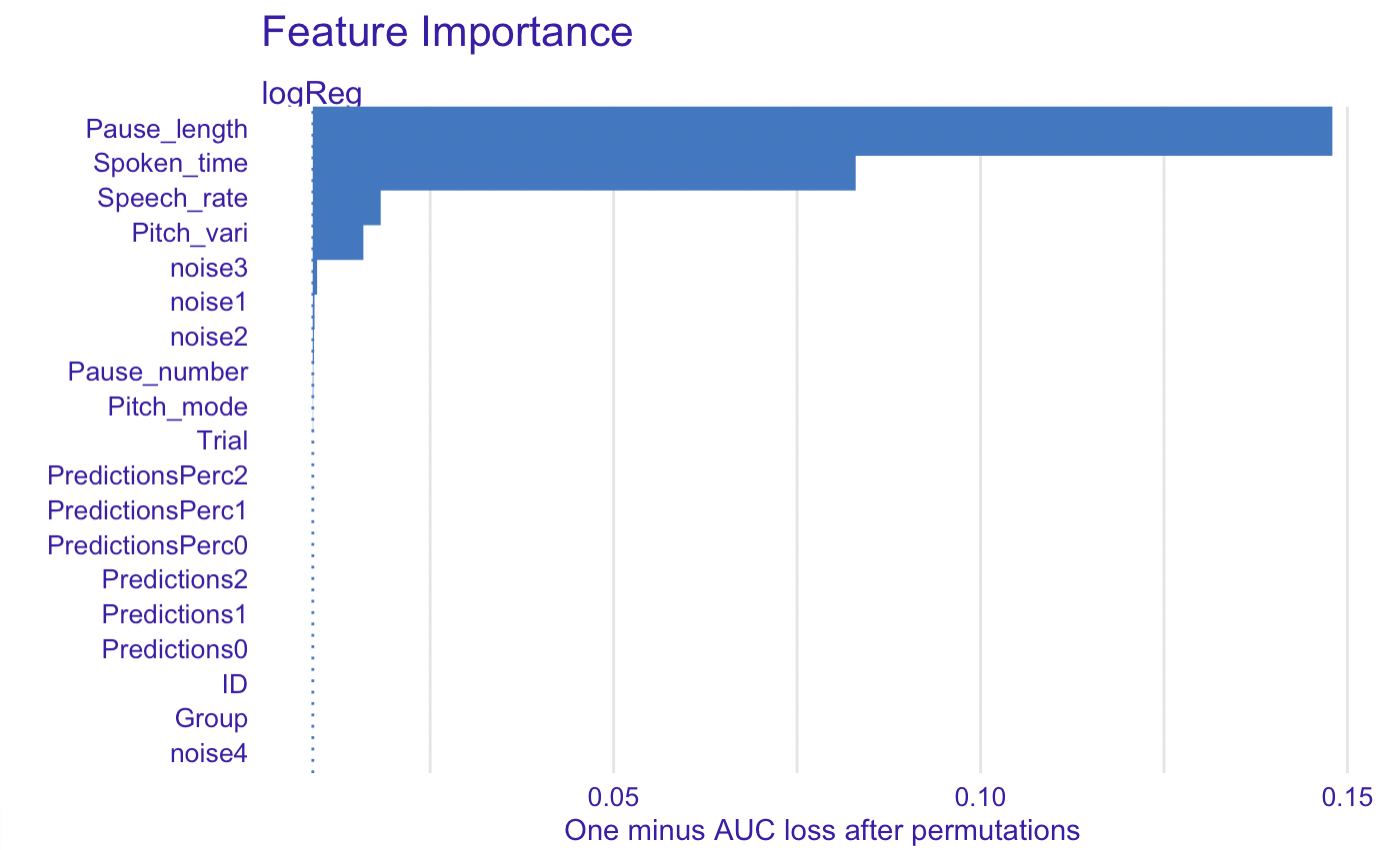 Feature Importance
logReg
Pause_length
Spoken_time
Speech_rate
Pitch_vari
noise3
noise1
noise2
Pause_number
Pitch_mode
Trial
PredictionsPerc2
PredictionsPerc1
PredictionsPerc0
Predictions2
Predictions1
Predictions0
ID
Group
noise4
0.05 0.10 0.15
One minus AUC loss after permutations